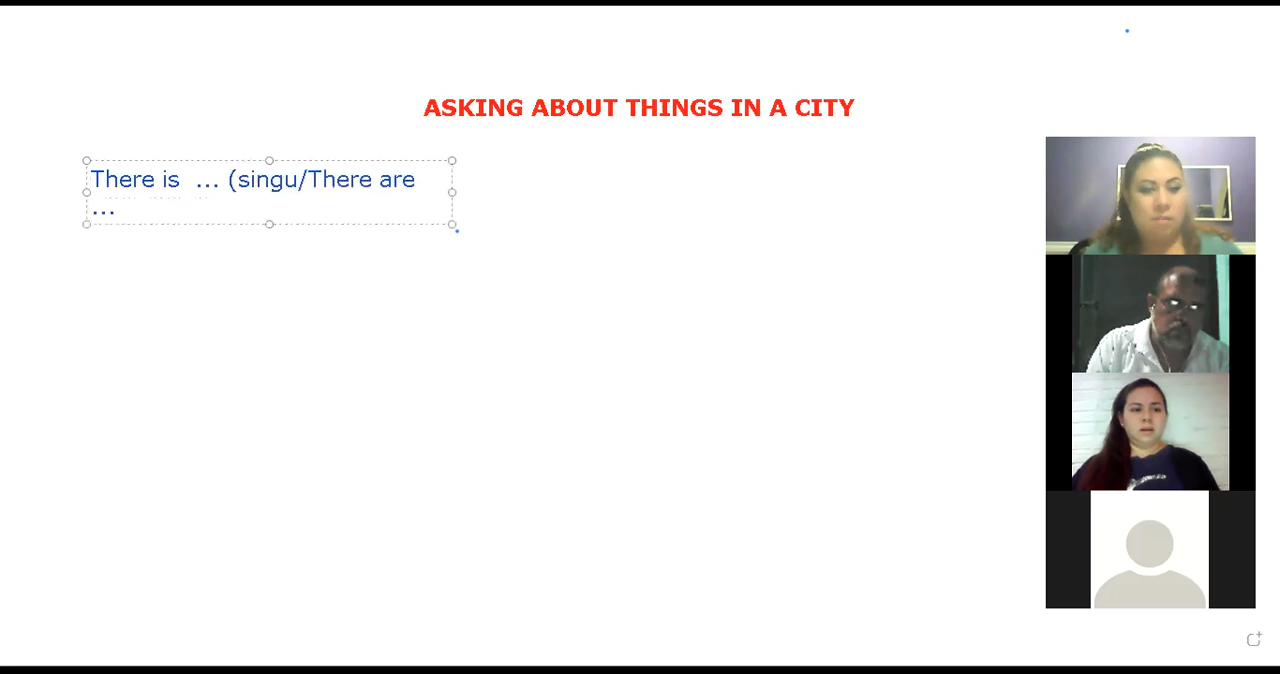 ASKING ABOUT THINGS IN A CITY
There is ... (singu/There are
...